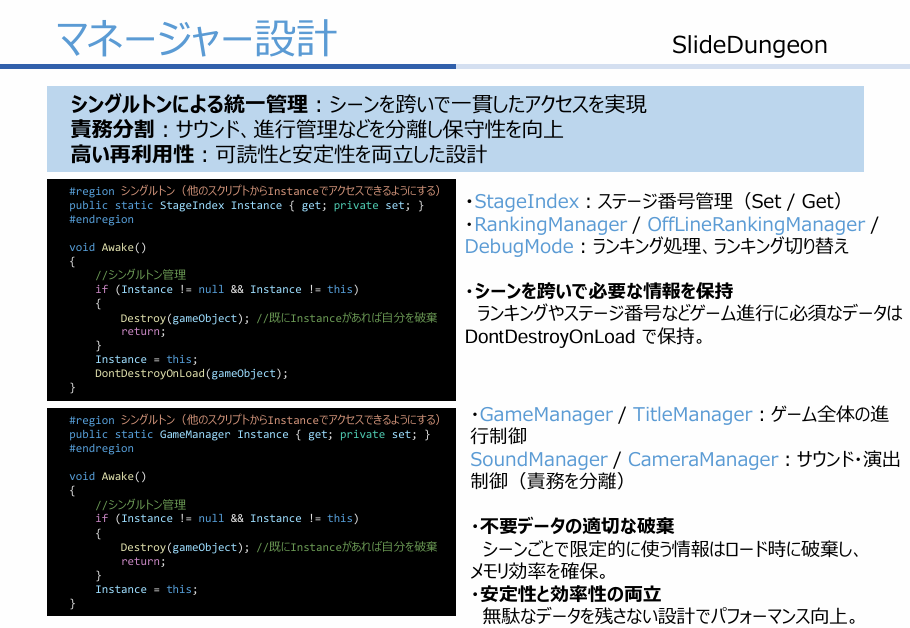 マネージャー設計
SlideDungeon
シングルトンによる統一管理：シーンを跨いで一貫したアクセスを実現
責務分割：サウンド、進行管理などを分離し保守性を向上
高い再利用性：可読性と安定性を両立した設計
#region シングルトン（他のスクリプトからInstanceでアクセスできるようにする）
public static StageIndex Instance { get; private set; }
#endregion
void Awake()
{
//シングルトン管理
if (Instance != null && Instance != this)
{
Destroy(gameObject); //既にInstanceがあれば自分を破棄
return;
}
Instance = this;
DontDestroyOnLoad(gameObject);
}
・StageIndex：ステージ番号管理（Set / Get）
・RankingManager / OffLineRankingManager /
DebugMode：ランキング処理、ランキング切り替え
・シーンを跨いで必要な情報を保持
ランキングやステージ番号などゲーム進行に必須なデータは
DontDestroyOnLoad で保持。
#region シングルトン（他のスクリプトからInstanceでアクセスできるようにする）
public static GameManager Instance { get; private set; }
#endregion
void Awake()
{
//シングルトン管理
if (Instance != null && Instance != this)
{
Destroy(gameObject); //既にInstanceがあれば自分を破棄
return;
}
Instance = this;
}
・GameManager / TitleManager：ゲーム全体の進
行制御
SoundManager / CameraManager：サウンド・演出
制御（責務を分離）
・不要データの適切な破棄
シーンごとで限定的に使う情報はロード時に破棄し、
メモリ効率を確保。
・安定性と効率性の両立
無駄なデータを残さない設計でパフォーマンス向上。